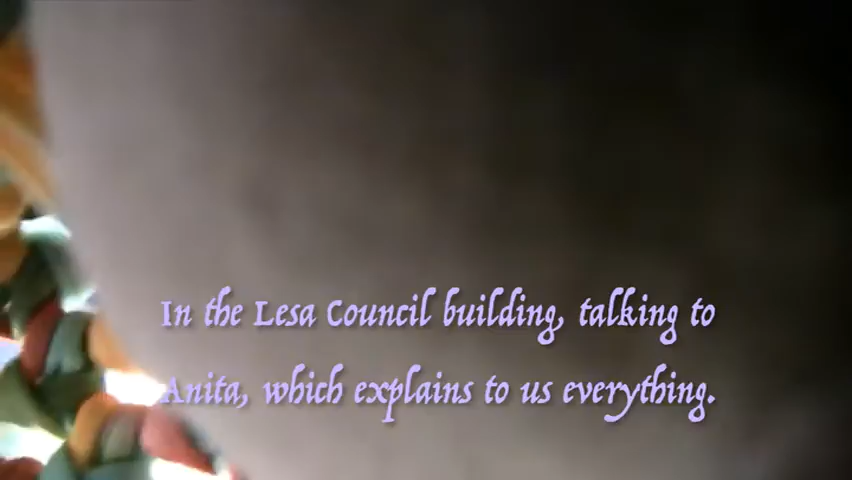 In the Lesa Council building, talking to
Anita, which explains to us everything.